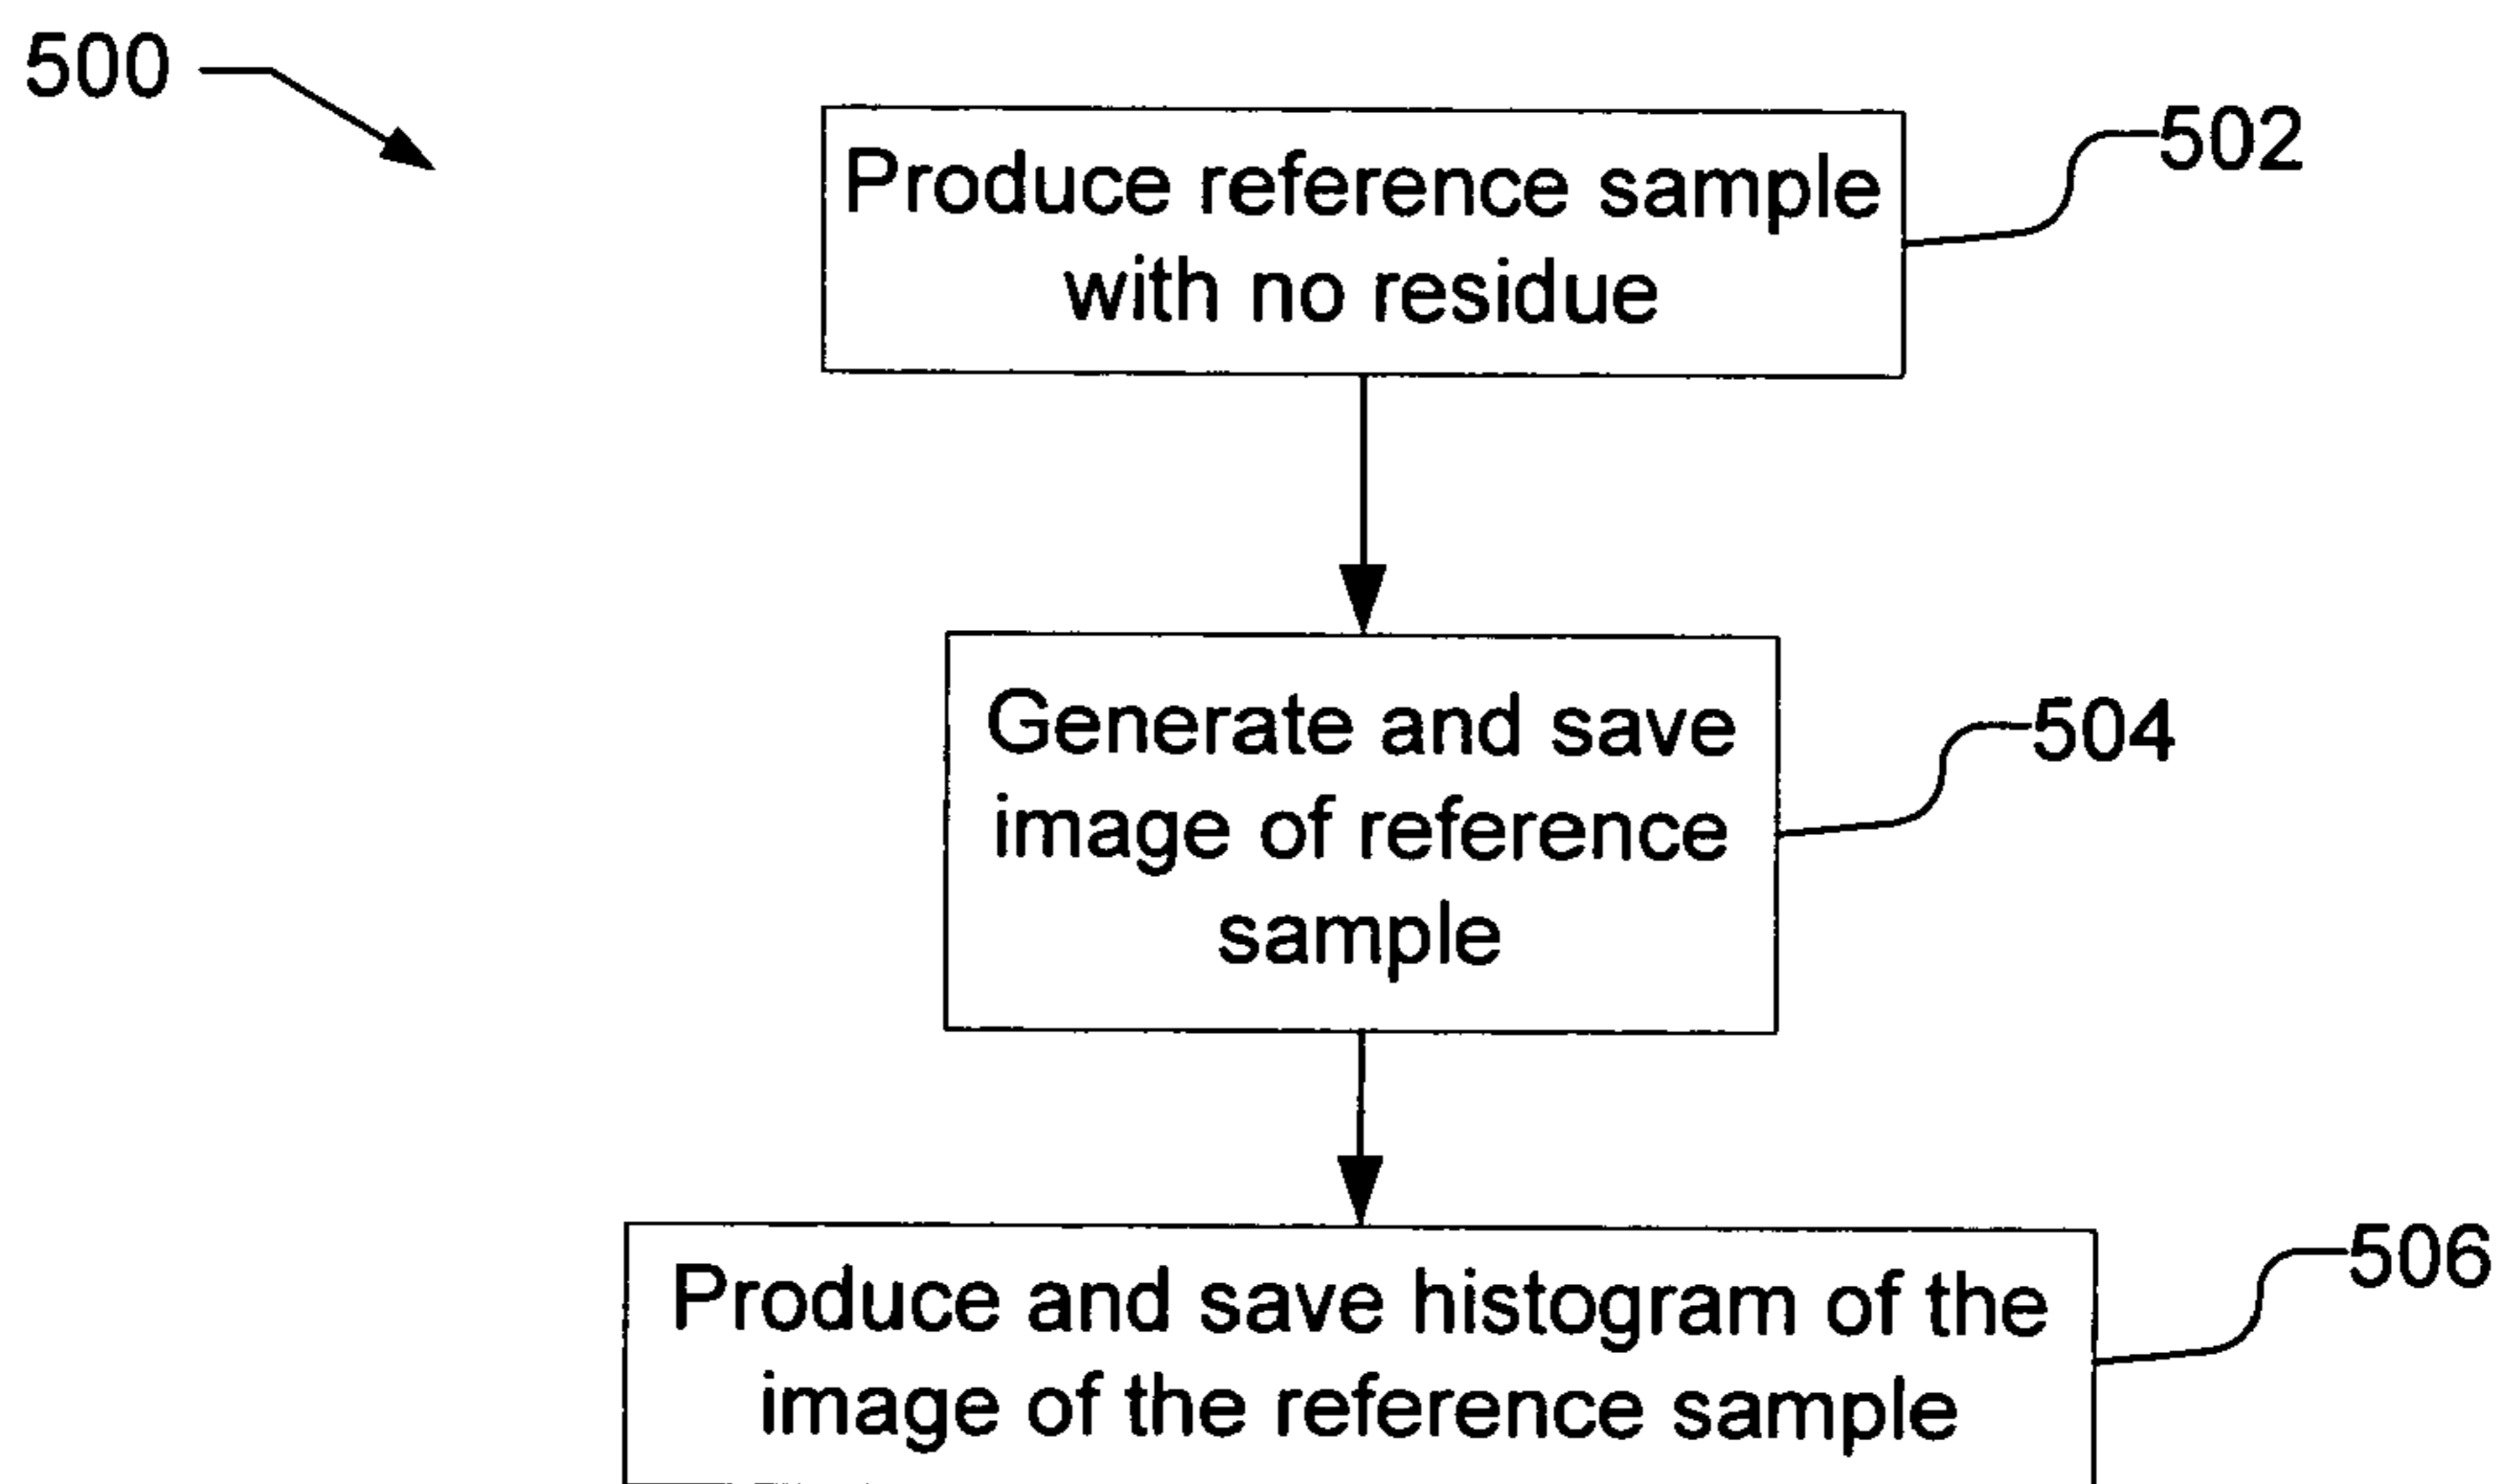 500
502
Produce reference sample
with no residue
504
Generate and save
image of reference
sample
506
Produce and save histogram of the
image of the reference sample